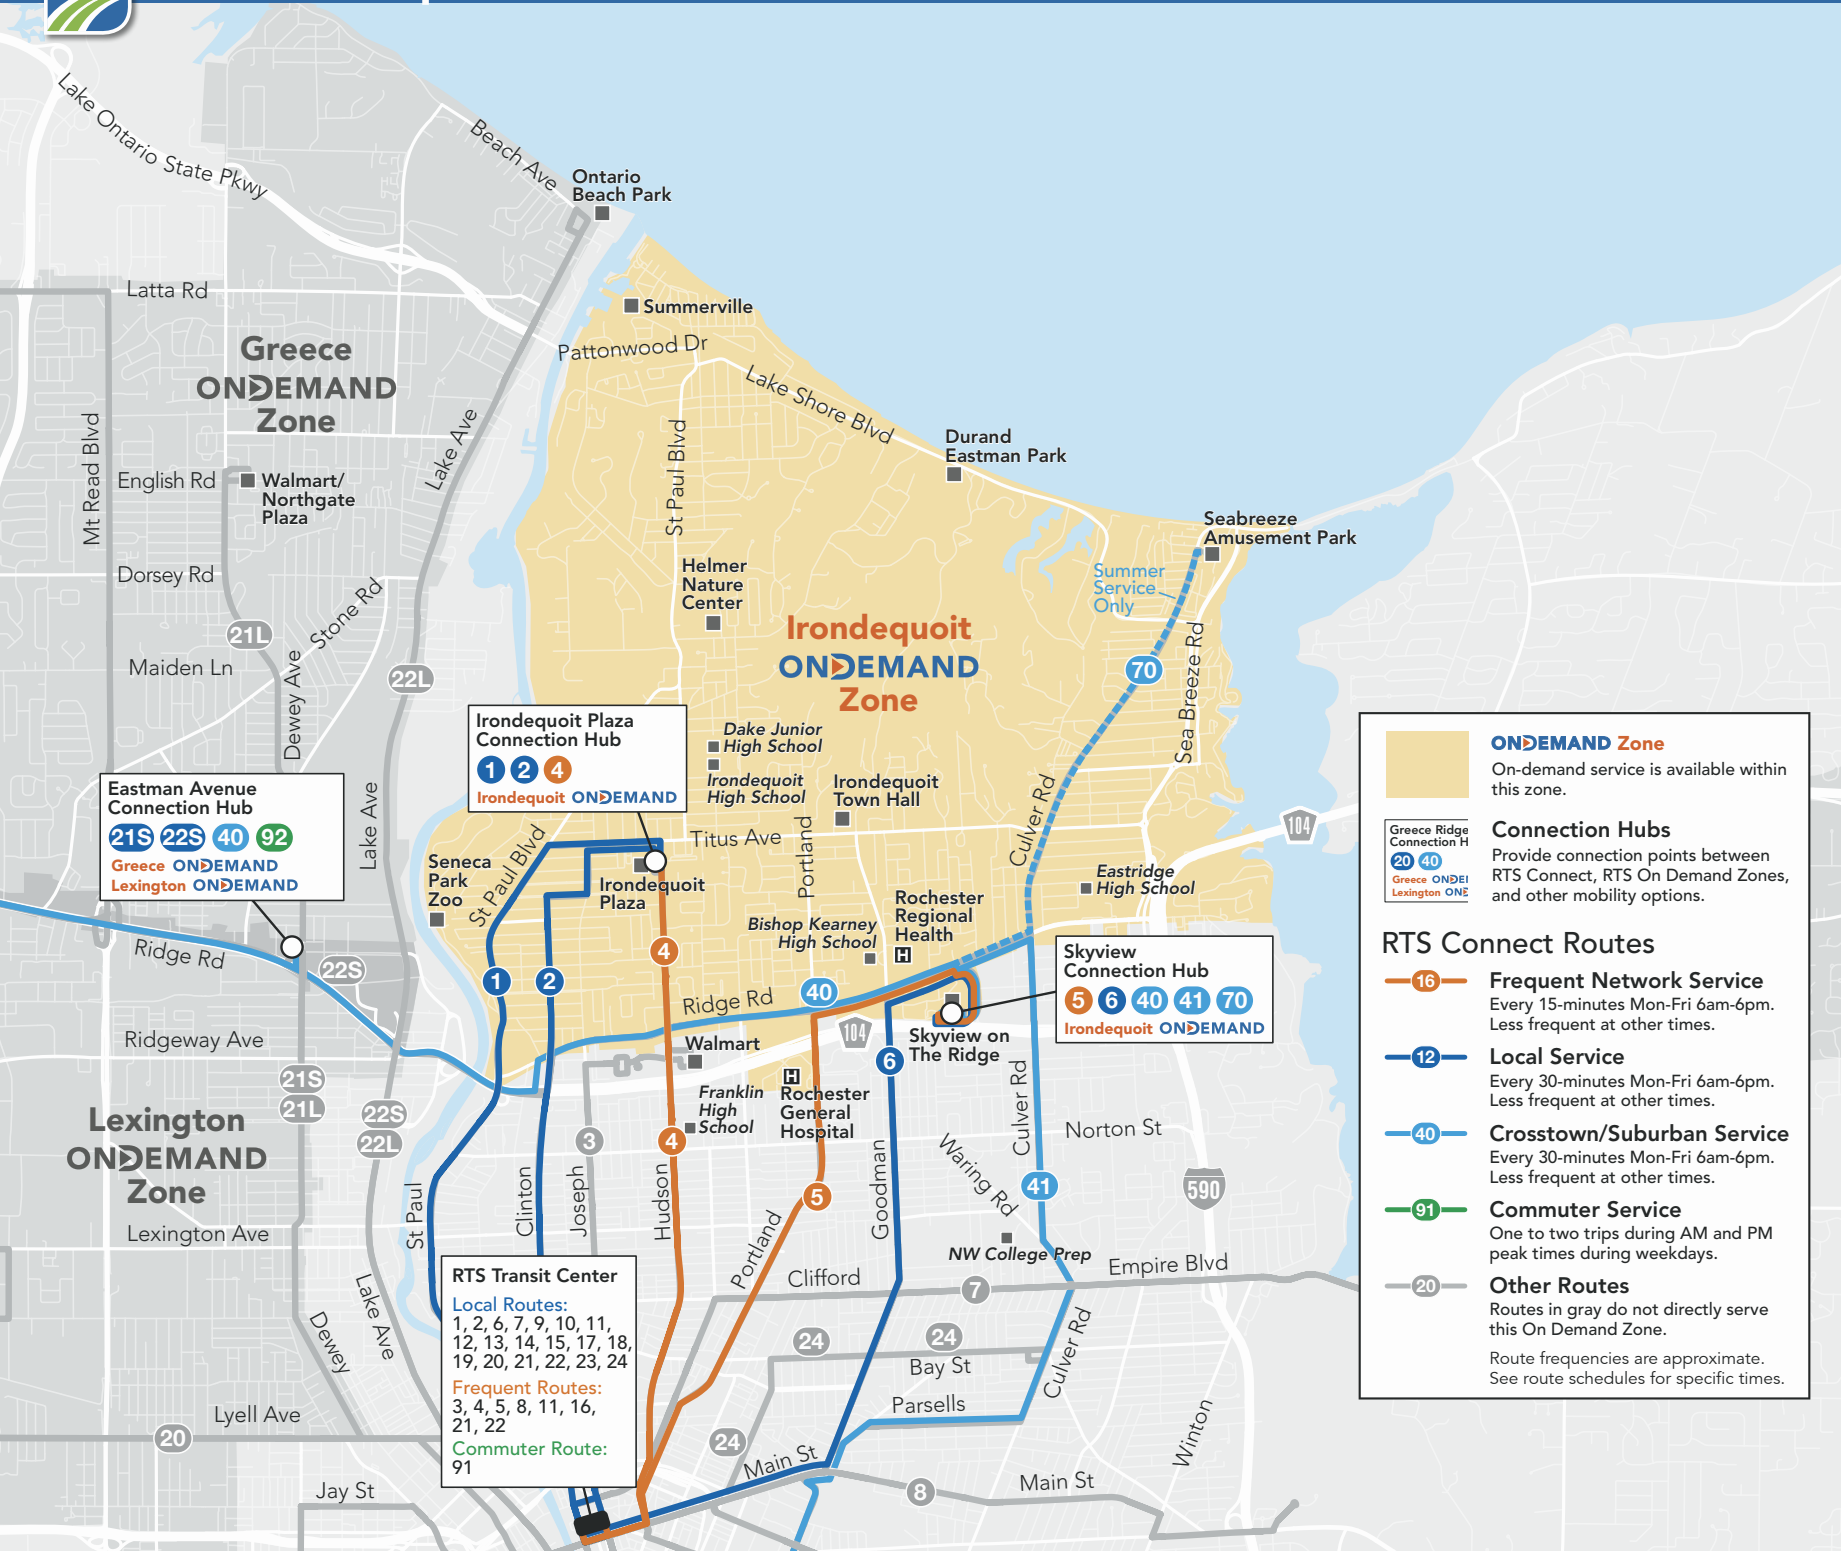 Lake Ontario State Pkwy
Beach Ave
Ontario
Beach Park
Latta Rd
Summerville
Greece
ONDEMAND
Zone
Pattonwood Dr
Lake Shore Blvd
Mt Read Blvd
Lake Ave
St Paul Blvd
Durand
Eastman Park
English Rd
Walmart/
Northgate
Plaza
Seabreeze
Amusement Park
Dorsey Rd
Stone Rd
Helmer
Nature
Center
Summer
Service
Only
21L
Irondequoit
ONDEMAND
Zone
Maiden Ln
22L
70
Dewey Ave
Sea Breeze Rd
Irondequoit Plaza
Connection Hub
1 2 4
Irondequoit ONDEMAND
Dake Junior
High School
Irondequoit
High School
Irondequoit
Town Hall
Eastman Avenue
Connection Hub
21S 22S 40 92
Greece ONDEMAND
Lexington ONDEMAND
Lake Ave
Culver Rd
104
Titus Ave
Portland
St Paul Blvd
Seneca
Park
Zoo
Irondequoit
Plaza
Eastridge
High School
Rochester
Regional
Health
H
Bishop Kearney
High School
Ridge Rd
22S
4
1
2
40
Ridge Rd
104
Skyview
Connection Hub
5 6 40 41 70
Irondequoit ONDEMAND
Skyview on
The Ridge
Ridgeway Ave
Walmart
6
21S
21L
H
Rochester
General
Hospital
Franklin
High
School
22S
22L
Lexington
ONDEMAND
Zone
3
4
Culver Rd
Norton St
Waring Rd
41
590
5
St Paul
Clinton
Joseph
Hudson
Portland
Goodman
Lexington Ave
NW College Prep
Clifford
7
Empire Blvd
RTS Transit Center
Local Routes:
1, 2, 6, 7, 9, 10, 11,
12, 13, 14, 15, 17, 18,
19, 20, 21, 22, 23, 24
Frequent Routes:
3, 4, 5, 8, 11, 16,
21, 22
Commuter Route:
91
Dewey
Lake Ave
24
24
Bay St
Culver Rd
Parsells
Lyell Ave
20
24
Main St
Winton
Jay St
8
Main St
ONDEMAND Zone
On-demand service is available within
this zone.
Greece Ridge
Connection H
20 40
Greece ONDE
Lexington OND
Connection Hubs
Provide connection points between
RTS Connect, RTS On Demand Zones,
and other mobility options.
RTS Connect Routes
16
Frequent Network Service
Every 15-minutes Mon-Fri 6am-6pm.
Less frequent at other times.
12
Local Service
Every 30-minutes Mon-Fri 6am-6pm.
Less frequent at other times.
40
Crosstown/Suburban Service
Every 30-minutes Mon-Fri 6am-6pm.
Less frequent at other times.
91
Commuter Service
One to two trips during AM and PM
peak times during weekdays.
20
Other Routes
Routes in gray do not directly serve
this On Demand Zone.
Route frequencies are approximate.
See route schedules for specific times.